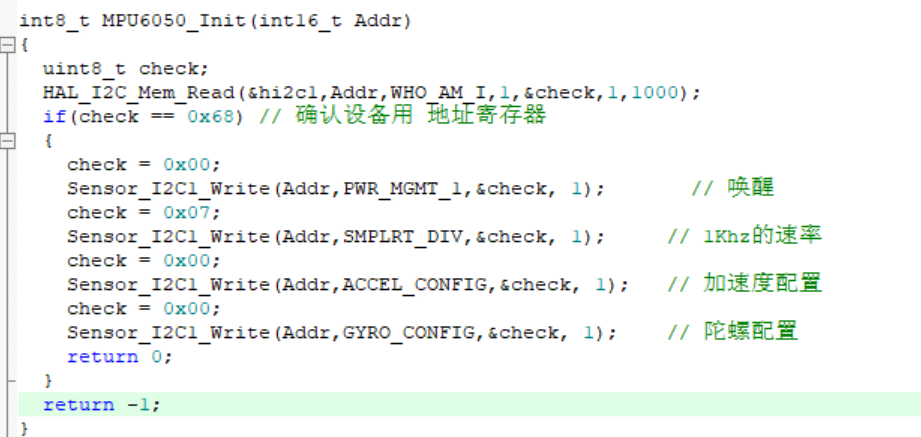 int8_t MPU6050_Init(int16_t Addr)
{
uint8_t check;
HAL_I2C_Mem_Read(&hi2c1,Addr,WHO_AM_I,1,&check,1,1000);
if(check == 0x68) // 确认设备用 地址寄存器
{
check = 0x00;
Sensor_I2C1_Write(Addr,PWR_MGMT_1,&check, 1); // 唤醒
check = 0x07;
Sensor_I2C1_Write(Addr,SMPLRT_DIV,&check, 1); // 1Khz的速率
check = 0x00;
Sensor_I2C1_Write(Addr,ACCEL_CONFIG,&check, 1); // 加速度配置
check = 0x00;
Sensor_I2C1_Write(Addr,GYRO_CONFIG,&check, 1); // 陀螺配置
return 0;
}
return -1;
}